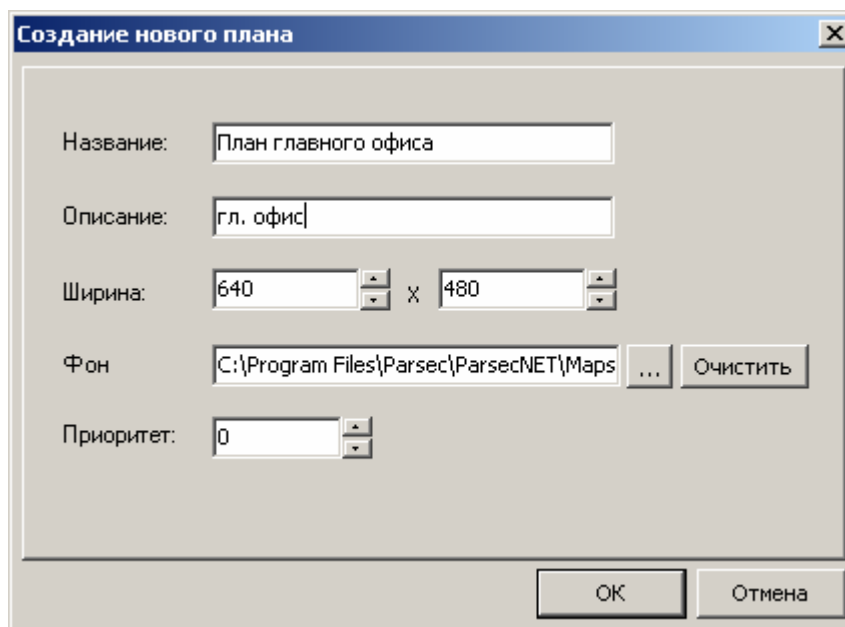 Создание нового плана
Название: План главного офиса
Описание: гл. офис
Ширина: 640 X 480
Фон C:\Program Files\Parsec\ParsecNET\Maps ... Очистить
Приоритет: 0
ОК Отмена